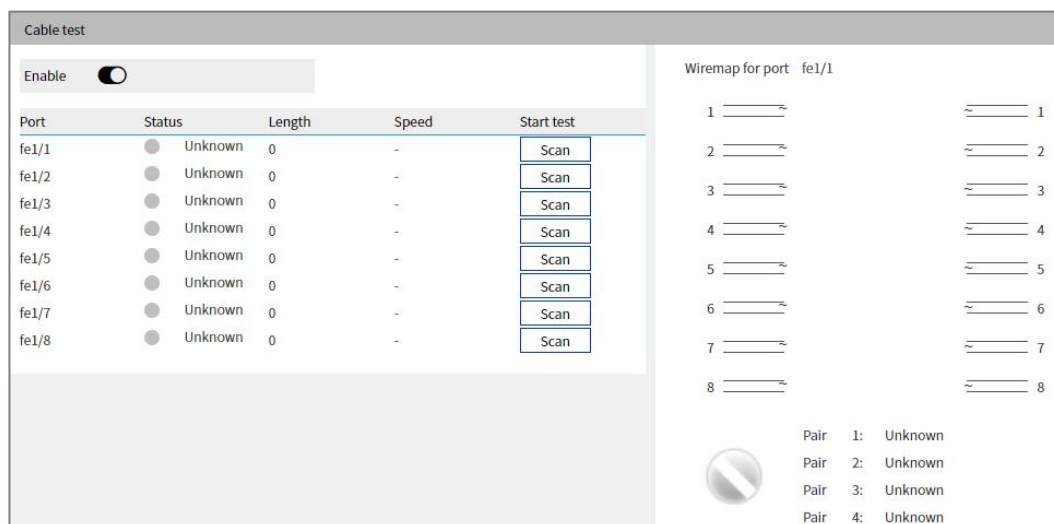 Cable test
Enable
Port Status Length Speed Start test
fe1/1 Unknown 0 - Scan
fe1/2 Unknown 0 - Scan
fe1/3 Unknown 0 - Scan
fe1/4 Unknown 0 - Scan
fe1/5 Unknown 0 - Scan
fe1/6 Unknown 0 - Scan
fe1/7 Unknown 0 - Scan
fe1/8 Unknown 0 - Scan
Wiremap for port fe1/1
1 ~ ~ 1
2 ~ ~ 2
3 ~ ~ 3
4 ~ ~ 4
5 ~ ~ 5
6 ~ ~ 6
7 ~ ~ 7
8 ~ ~ 8
Pair 1: Unknown
Pair 2: Unknown
Pair 3: Unknown
Pair 4: Unknown